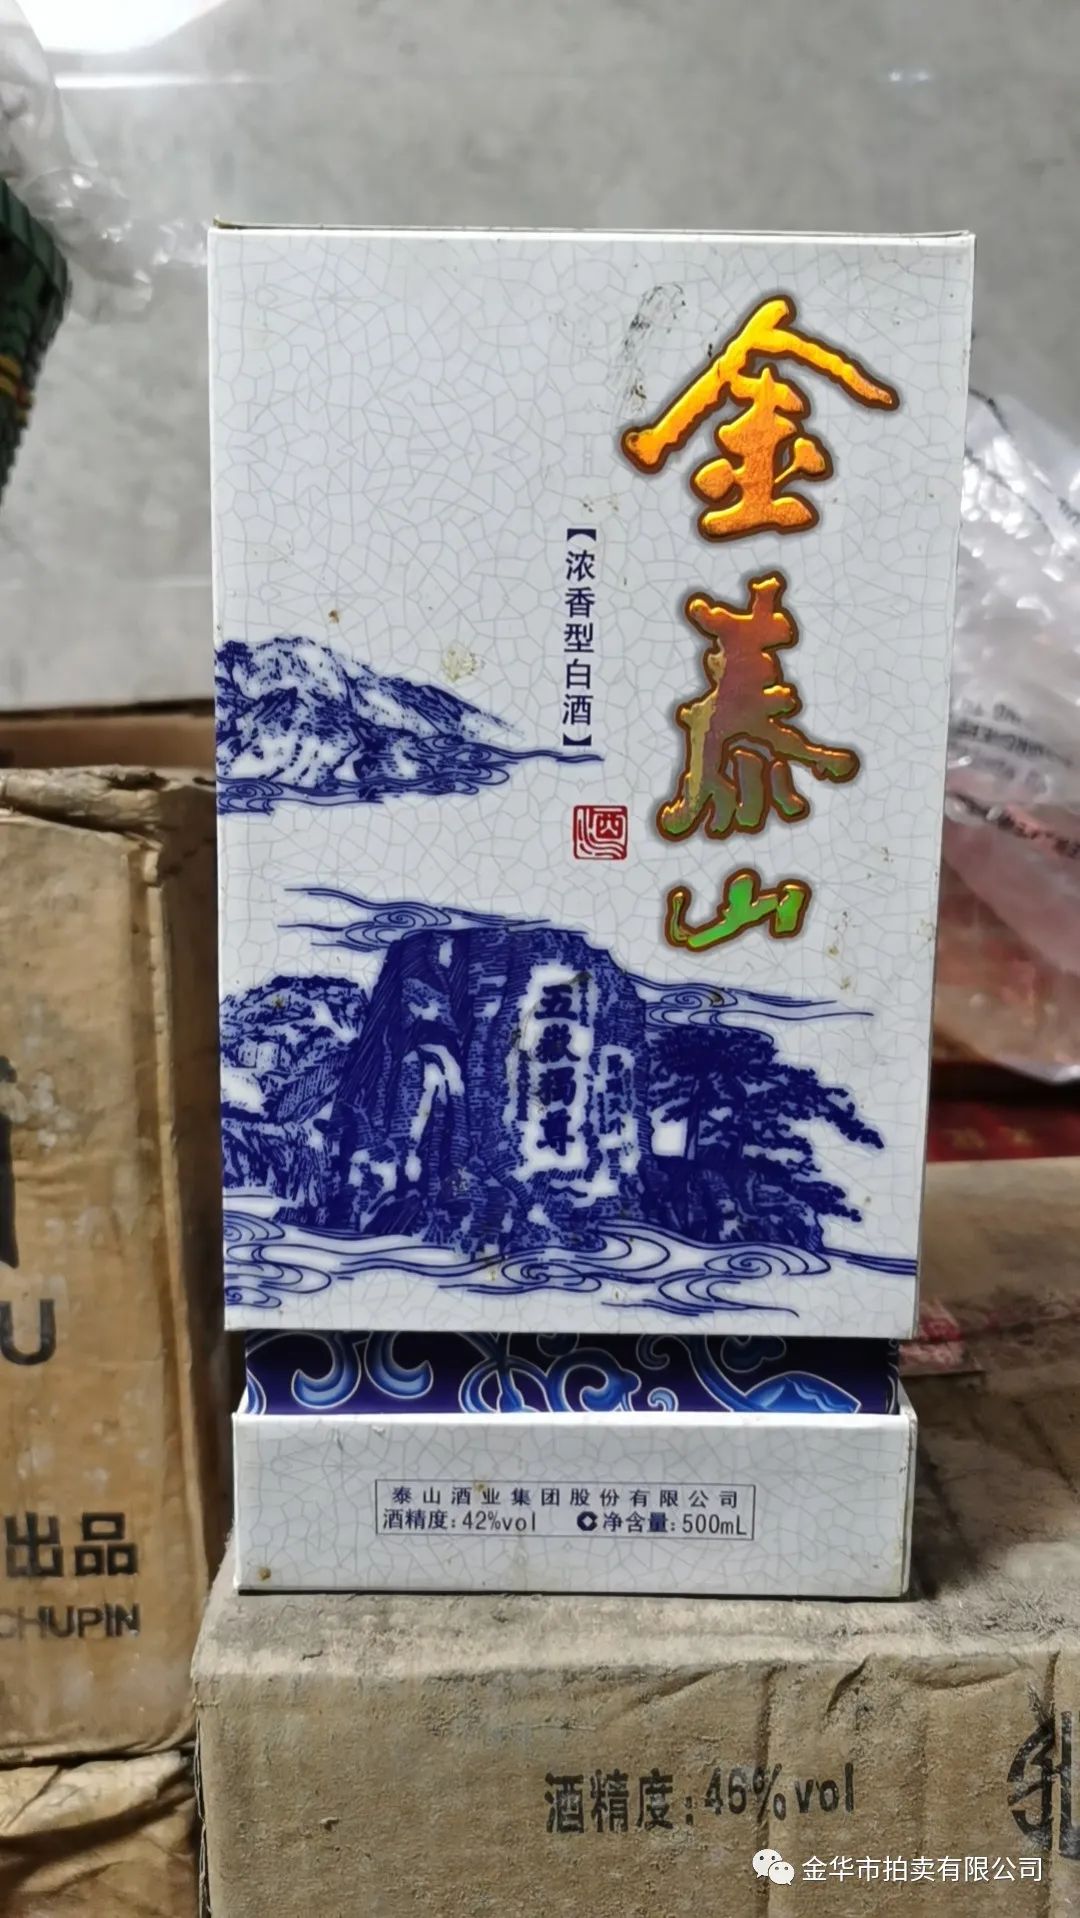 金泰山
【浓香型白酒】
酒
五嶽獨尊
泰山酒业集团股份有限公司
酒精度:42%vol 净含量:500mL
U
出品
CHUPIN
酒精度:46%vol
金华市拍卖有限公司